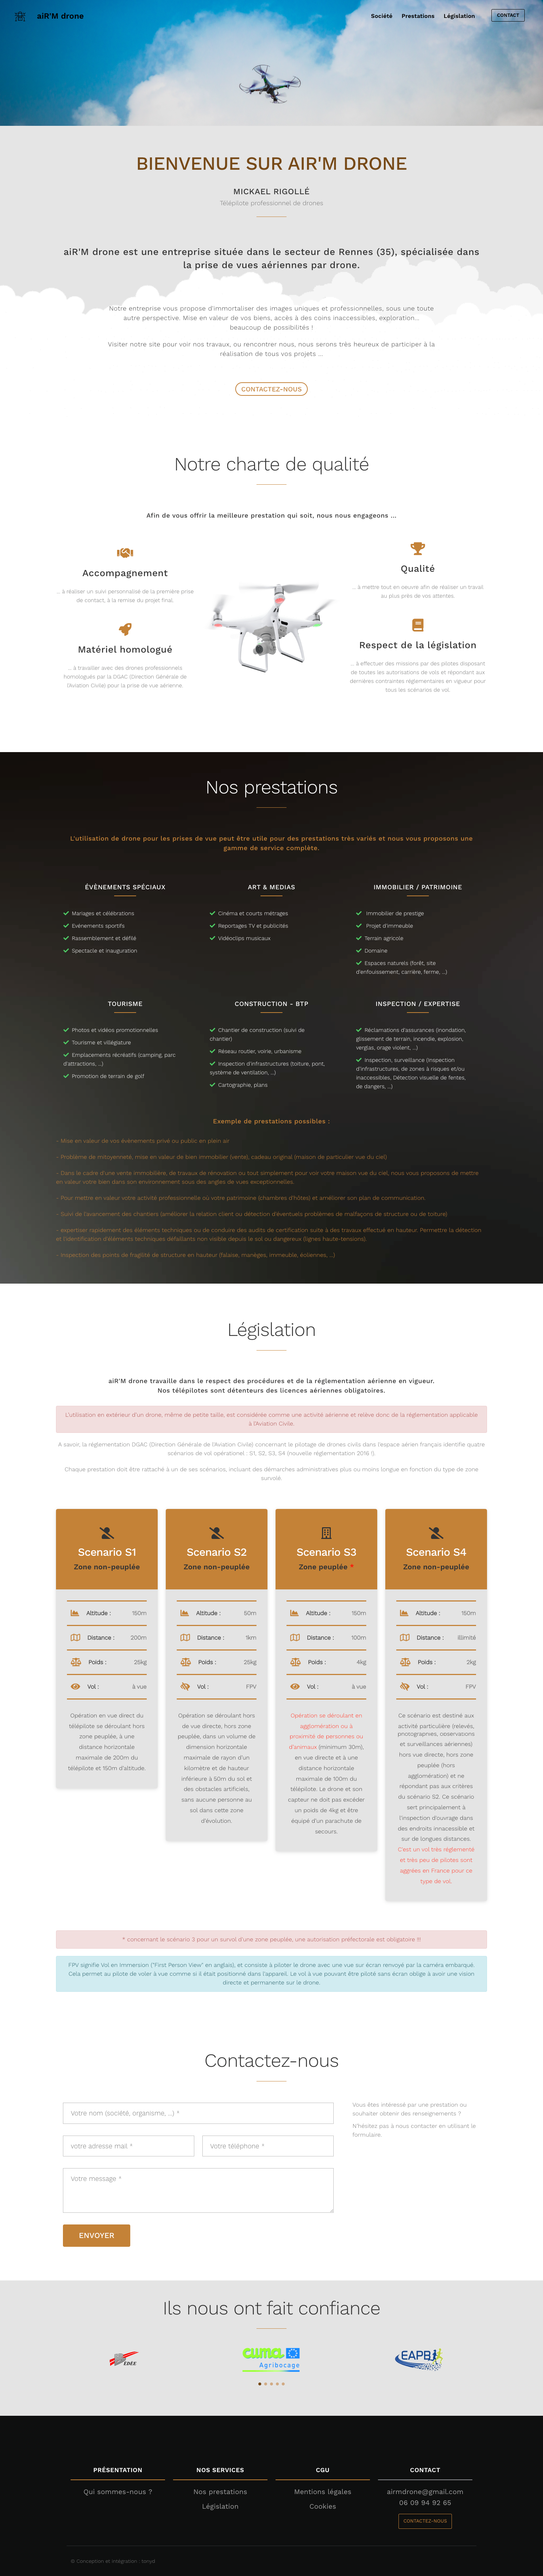 aiR'M drone
Société Prestations Législation CONTACT
BIENVENUE SUR AIR'M DRONE
MICKAEL RIGOLLÉ
Télépilote professionnel de drones
aiR'M drone est une entreprise située dans le secteur de Rennes (35), spécialisée dans
la prise de vues aériennes par drone.
Notre entreprise vous propose d'immortaliser des images uniques et professionnelles, sous une toute
autre perspective. Mise en valeur de vos biens, accès à des coins inaccessibles, exploration...
beaucoup de possibilités !
Visiter notre site pour voir nos travaux, ou rencontrer nous, nous serons très heureux de participer à la
réalisation de tous vos projets ...
CONTACTEZ-NOUS
Notre charte de qualité
Afin de vous offrir la meilleure prestation qui soit, nous nous engageons ...
Accompagnement
... à réaliser un suivi personnalisé de la première prise
de contact, à la remise du projet final.
Matériel homologué
... à travailler avec des drones professionnels
homologués par la DGAC (Direction Générale de
l'Aviation Civile) pour la prise de vue aérienne.
Qualité
... à mettre tout en oeuvre afin de réaliser un travail
au plus près de vos attentes.
Respect de la législation
... à effectuer des missions par des pilotes disposant
de toutes les autorisations de vols et répondant aux
dernières contraintes réglementaires en vigueur pour
tous les scénarios de vol.
Nos prestations
L'utilisation de drone pour les prises de vue peut être utile pour des prestations très variés et nous vous proposons une
gamme de service complète.
ÉVÈNEMENTS SPÉCIAUX
Mariages et célébrations
Evénements sportifs
Rassemblement et défilé
Spectacle et inauguration
ART & MEDIAS
Cinéma et courts métrages
Reportages TV et publicités
Vidéoclips musicaux
IMMOBILIER / PATRIMOINE
Immobilier de prestige
Projet d'immeuble
Terrain agricole
Domaine
Espaces naturels (forêt, site
d'enfouissement, carrière, ferme, ...)
TOURISME
Photos et vidéos promotionnelles
Tourisme et villégiature
Emplacements récréatifs (camping, parc
d'attractions, ...)
Promotion de terrain de golf
CONSTRUCTION - BTP
Chantier de construction (suivi de
chantier)
Réseau routier, voirie, urbanisme
Inspection d'infrastructures (toiture, pont,
système de ventilation, ...)
Cartographie, plans
INSPECTION / EXPERTISE
Réclamations d'assurances (inondation,
glissement de terrain, incendie, explosion,
verglas, orage violent, ...)
Inspection, surveillance (inspection
d'infrastructures, de zones à risques et/ou
inaccessibles, Détection visuelle de fentes,
de dangers, ...)
Exemple de prestations possibles :
- Mise en valeur de vos événements privé ou public en plein air
- Problème de mitoyenneté, mise en valeur de bien immobilier (vente), cadeau original (maison de particulier vue du ciel)
- Dans le cadre d'une vente immobilière, de travaux de rénovation ou tout simplement pour voir votre maison vue du ciel, nous vous proposons de mettre
en valeur votre bien dans son environnement sous des angles de vues exceptionnelles.
- Pour mettre en valeur votre activité professionnelle où votre patrimoine (chambres d'hôtes) et améliorer son plan de communication.
- Suivi de l'avancement des chantiers (améliorer la relation client ou détection d'éventuels problèmes de malfaçons de structure ou de toiture)
- expertiser rapidement des éléments techniques ou de conduire des audits de certification suite à des travaux effectué en hauteur. Permettre la détection
et l'identification d'éléments techniques défaillants non visible depuis le sol ou dangereux (lignes haute-tensions)
- Inspection des points de fragilité de structure en hauteur (falaise, manèges, immeuble, éoliennes, ...)
Législation
aiR'M drone travaille dans le respect des procédures et de la réglementation aérienne en vigueur.
Nos télépilotes sont détenteurs des licences aériennes obligatoires.
L'utilisation en extérieur d'un drone, même de petite taille, est considérée comme une activité aérienne et relève donc de la réglementation applicable
à l'Aviation Civile.
A savoir, la réglementation DGAC (Direction Générale de l'Aviation Civile) concernant le pilotage de drones civils dans l'espace aérien français identifie quatre
scénarios de vol opérationel : S1, S2, S3, S4 (nouvelle réglementation 2016 !).
Chaque prestation doit être rattaché à un de ses scénarios, incluant des démarches administratives plus ou moins longue en fonction du type de zone
survolé.
Scenario S1
Zone non-peuplée
Altitude : 150m
Distance : 200m
Poids : 25kg
Vol : à vue
Opération en vue direct du
télépilote se déroulant hors
zone peuplée, à une
distance horizontale
maximale de 200m du
télépilote et 150m d'altitude.
Scenario S2
Zone non-peuplée
Altitude : 50m
Distance : 1km
Poids : 25kg
Vol : FPV
Opération se déroulant hors
de vue directe, hors zone
peuplée, dans un volume de
dimension horizontale
maximale de rayon d'un
kilomètre et de hauteur
inférieure à 50m du sol et
des obstacles artificiels,
sans aucune personne au
sol dans cette zone
d'évolution.
Scenario S3
Zone peuplée *
Altitude : 150m
Distance : 100m
Poids : 4kg
Vol : à vue
Opération se déroulant en
agglomération ou à
proximité de personnes ou
d'animaux (minimum 30m),
en vue directe et à une
distance horizontale
maximale de 100m du
télépilote. Le drone et son
capteur ne doit pas excéder
un poids de 4kg et être
équipé d'un parachute de
secours.
Scenario S4
Zone non-peuplée
Altitude : 150m
Distance : Illimité
Poids : 2kg
Vol : FPV
Ce scénario est destiné aux
activité particulière (relevés,
photographies, observations
et surveillances aériennes)
hors vue directe, hors zone
peuplée (hors
agglomération) et ne
répondant pas aux critères
du scénario S2. Ce scénario
sert principalement à
l'inspection d'ouvrage dans
des endroits innacessible et
sur de longues distances.
C'est un vol très réglementé
et très peu de pilotes sont
aggrées en France pour ce
type de vol.
* concernant le scénario 3 pour un survol d'une zone peuplée, une autorisation préfectorale est obligatoire !!!
FPV signifie Vol en Immersion ("First Person View" en anglais), et consiste à piloter le drone avec une vue sur écran renvoyé par la caméra embarqué.
Cela permet au pilote de voler à vue comme si il était positionné dans l'appareil. Le vol à vue pouvant être piloté sans écran oblige à avoir une vision
directe et permanente sur le drone.
Contactez-nous
Votre nom (société, organisme, ...) *
votre adresse mail * Votre téléphone *
Votre message *
ENVOYER
Vous êtes intéressé par une prestation ou
souhaiter obtenir des renseignements ?
N'hésitez pas à nous contacter en utilisant le
formulaire.
Ils nous ont fait confiance
EDEE
cuma
Agribocage
EAPB
PRÉSENTATION
Qui sommes-nous ?
NOS SERVICES
Nos prestations
Législation
CGU
Mentions légales
Cookies
CONTACT
airmdrone@gmail.com
06 09 94 92 65
CONTACTEZ-NOUS